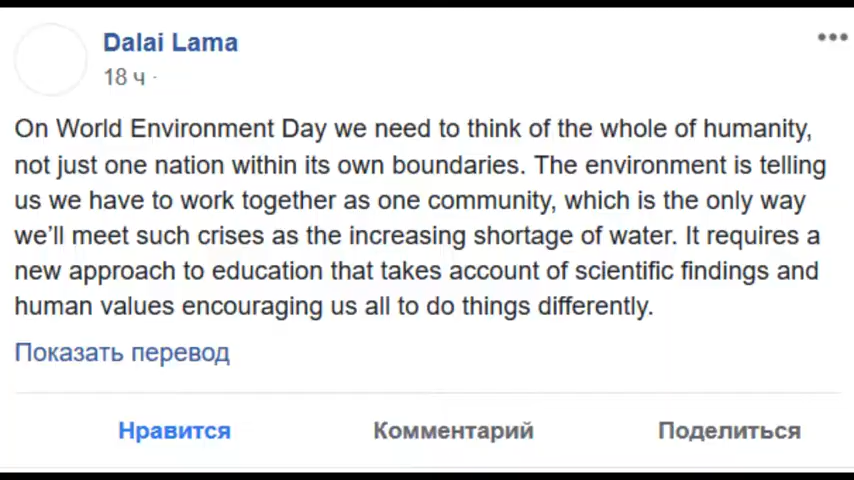 Dalai Lama
18 ч ·
On World Environment Day we need to think of the whole of humanity,
not just one nation within its own boundaries. The environment is telling
us we have to work together as one community, which is the only way
we’ll meet such crises as the increasing shortage of water. It requires a
new approach to education that takes account of scientific findings and
human values encouraging us all to do things differently.
Показать перевод
Нравится Комментарий Поделиться